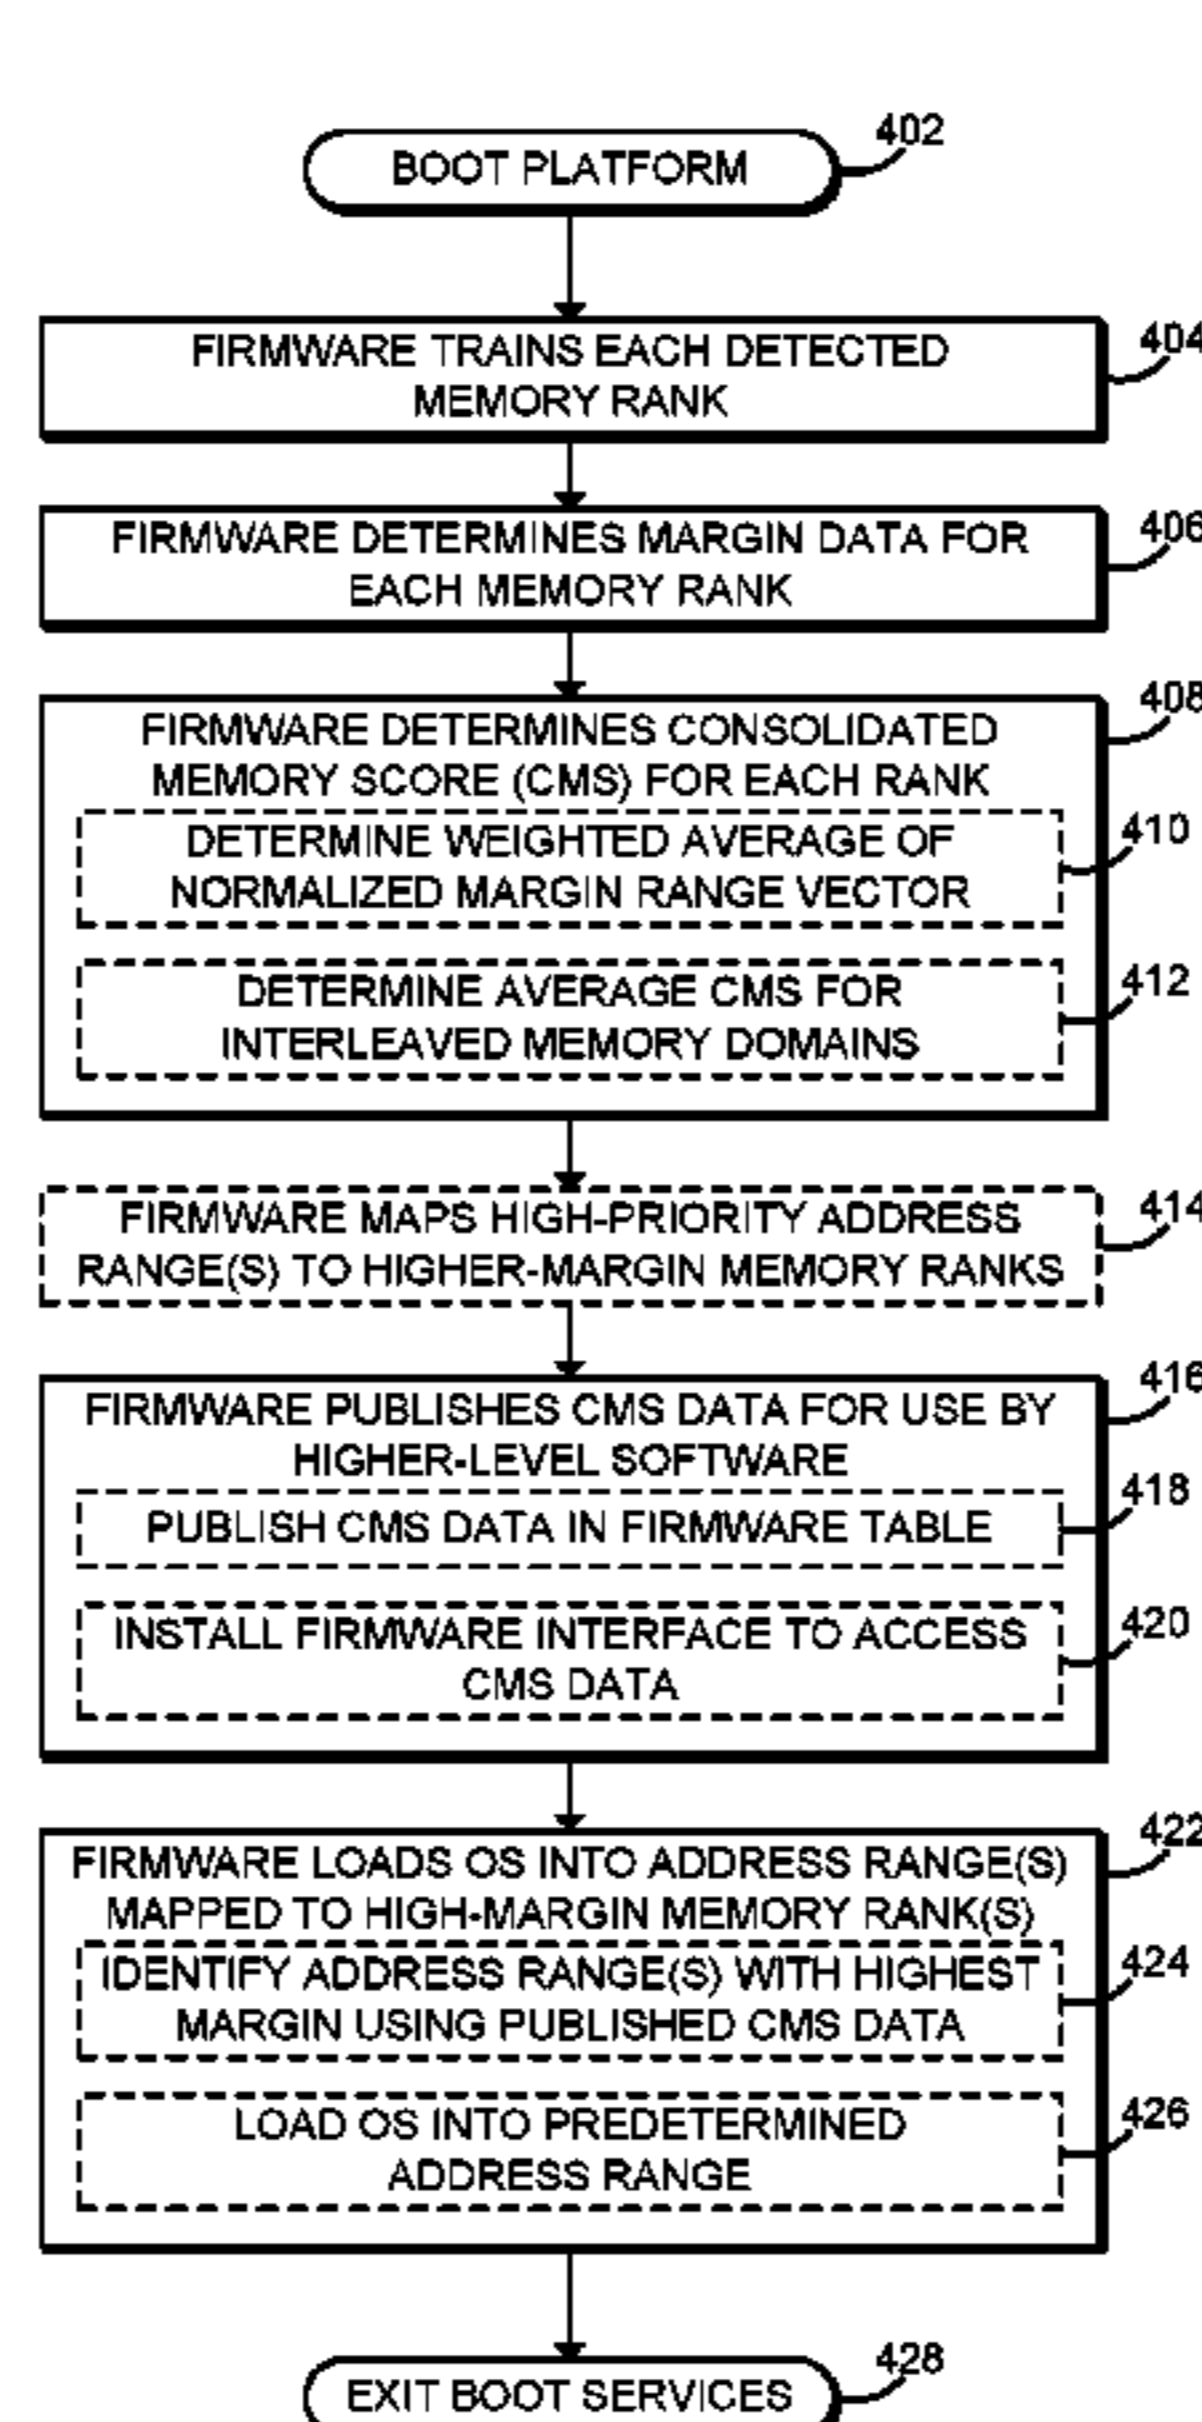 402
BOOT PLATFORM
404
FIRMWARE TRAINS EACH DETECTED
MEMORY RANK
406
FIRMWARE DETERMINES MARGIN DATA FOR
EACH MEMORY RANK
408
FIRMWARE DETERMINES CONSOLIDATED
MEMORY SCORE (CMS) FOR EACH RANK
410
DETERMINE WEIGHTED AVERAGE OF
NORMALIZED MARGIN RANGE VECTOR
412
DETERMINE AVERAGE CMS FOR
INTERLEAVED MEMORY DOMAINS
414
FIRMWARE MAPS HIGH-PRIORITY ADDRESS
RANGE(S) TO HIGHER-MARGIN MEMORY RANKS
416
FIRMWARE PUBLISHES CMS DATA FOR USE BY
HIGHER-LEVEL SOFTWARE
418
PUBLISH CMS DATA IN FIRMWARE TABLE
420
INSTALL FIRMWARE INTERFACE TO ACCESS
CMS DATA
422
FIRMWARE LOADS OS INTO ADDRESS RANGE(S)
MAPPED TO HIGH-MARGIN MEMORY RANK(S)
424
IDENTIFY ADDRESS RANGE(S) WITH HIGHEST
MARGIN USING PUBLISHED CMS DATA
426
LOAD OS INTO PREDETERMINED
ADDRESS RANGE
428
EXIT BOOT SERVICES